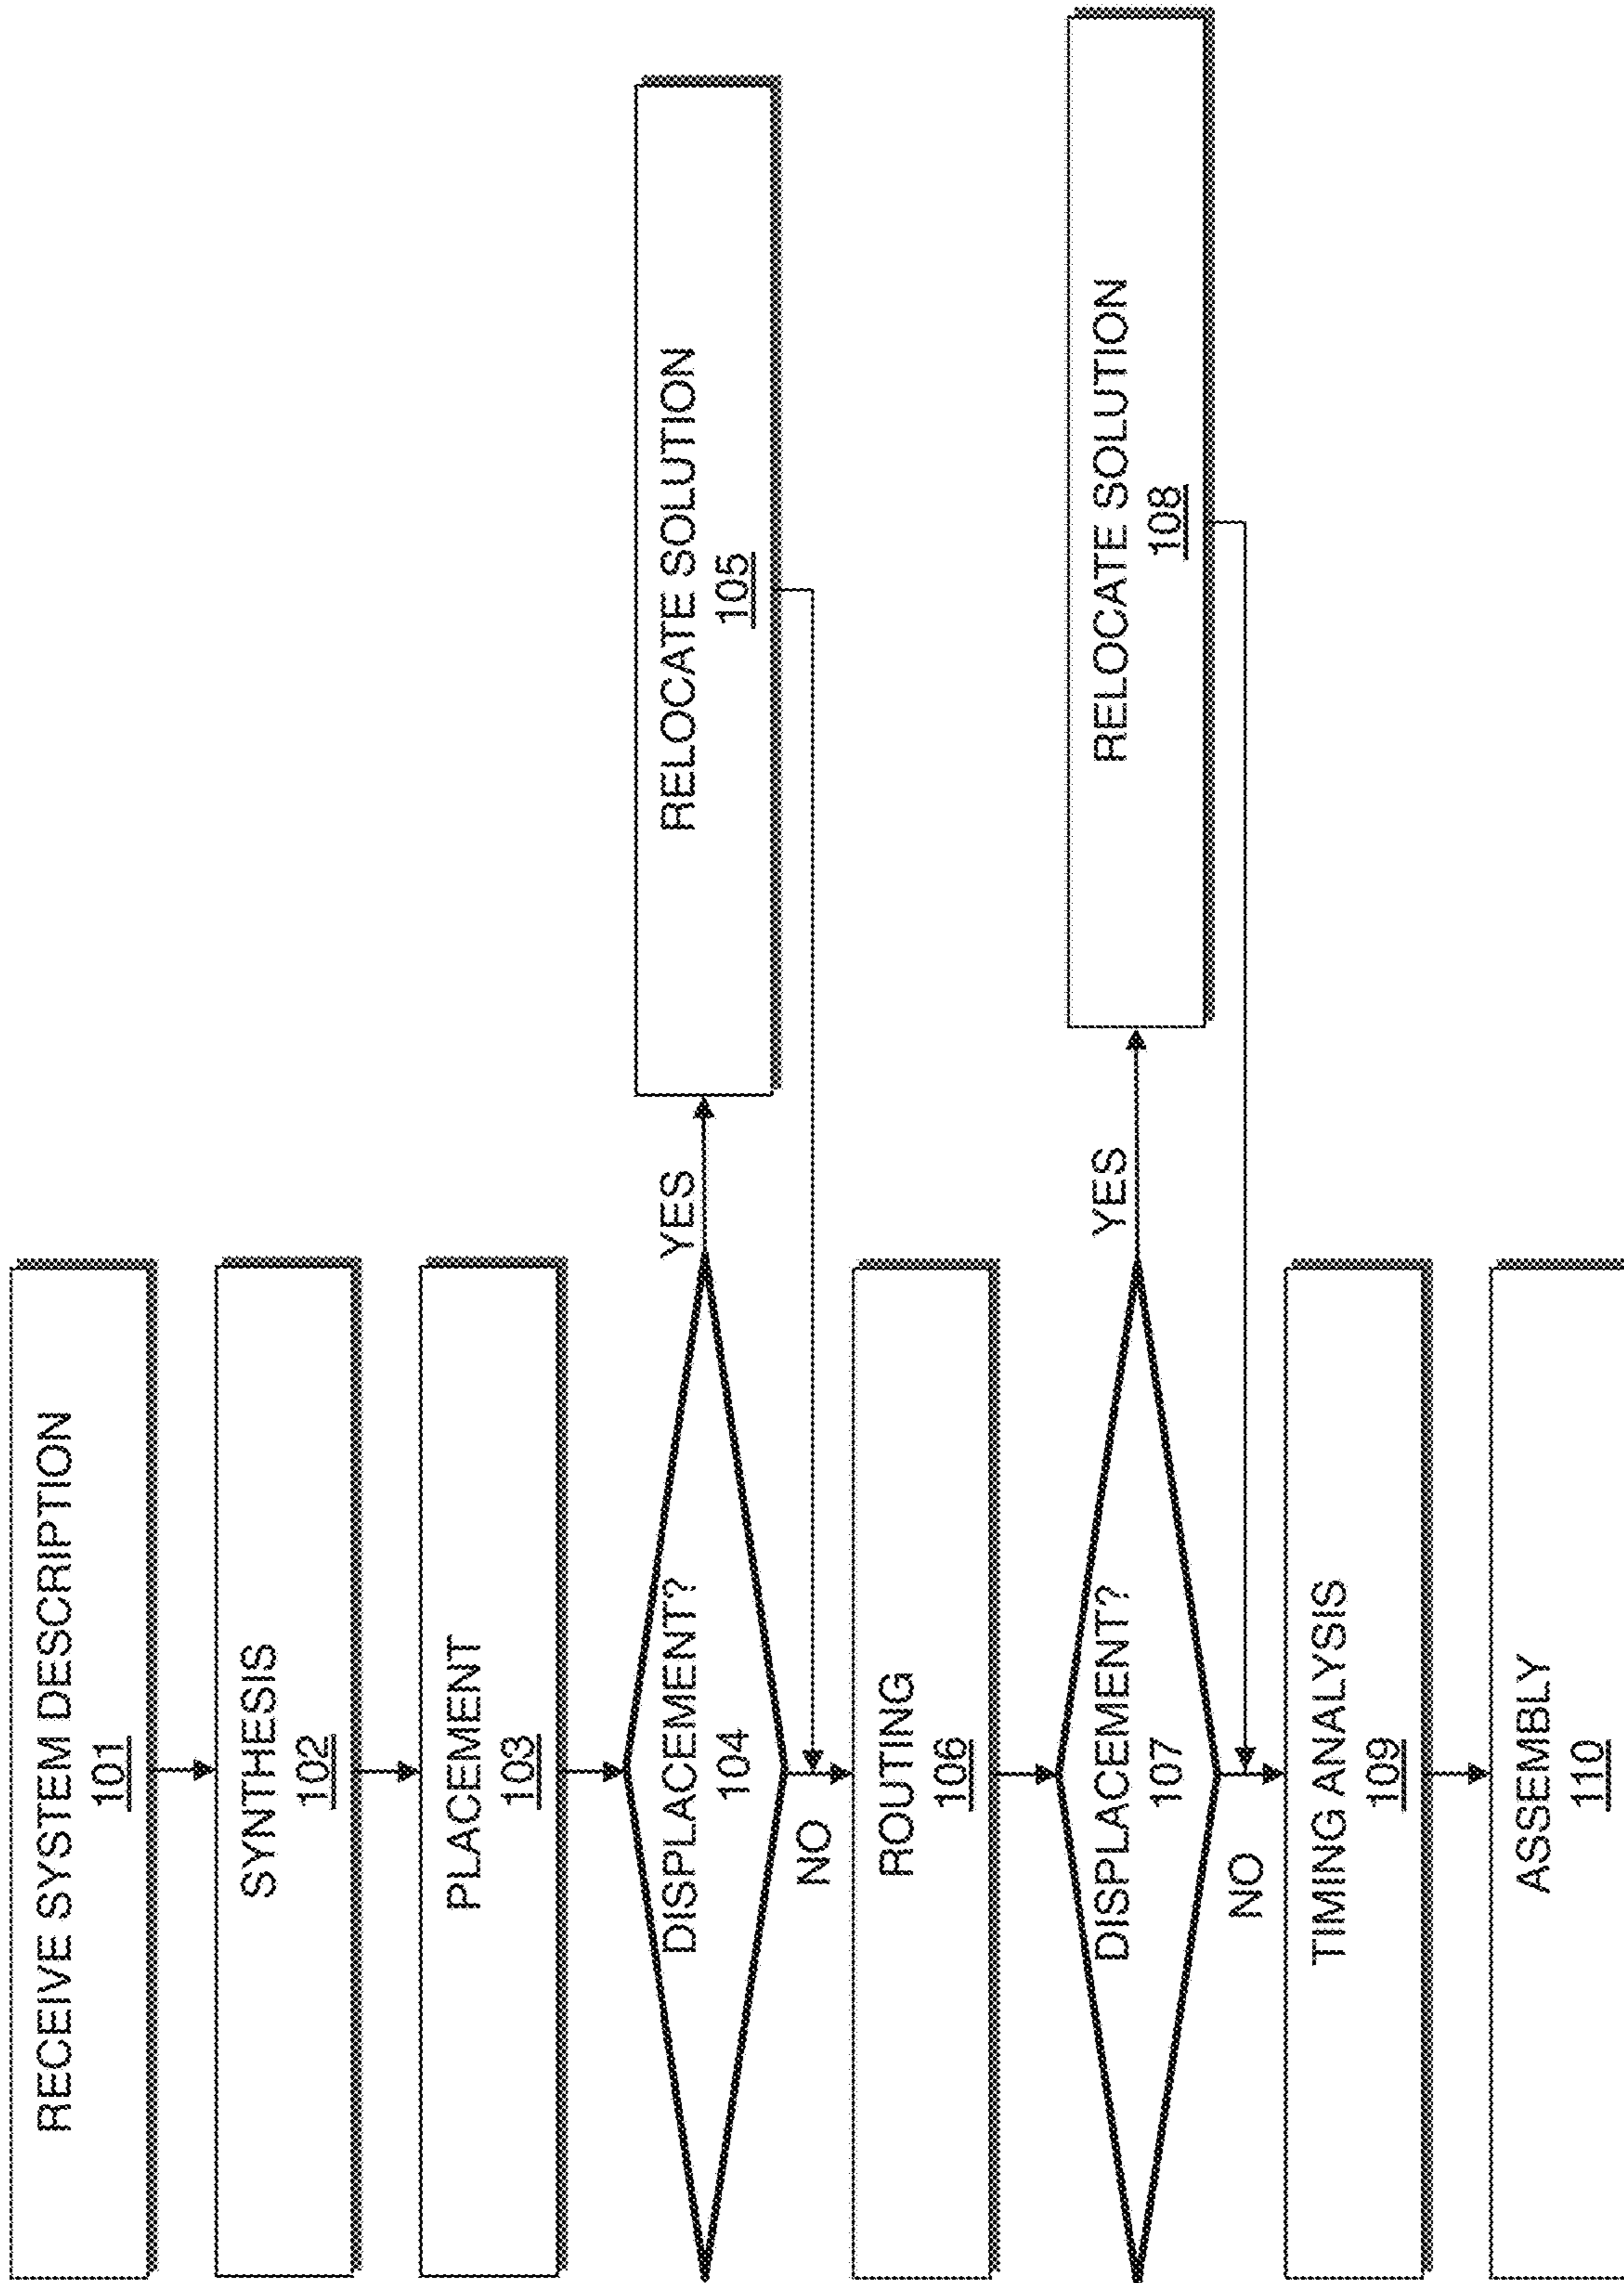 RECEIVE SYSTEM DESCRIPTION
101
SYNTHESIS
102
PLACEMENT
103
DISPLACEMENT?
104
YES
RELOCATE SOLUTION
105
NO
ROUTING
106
DISPLACEMENT?
107
YES
RELOCATE SOLUTION
108
NO
TIMING ANALYSIS
109
ASSEMBLY
110